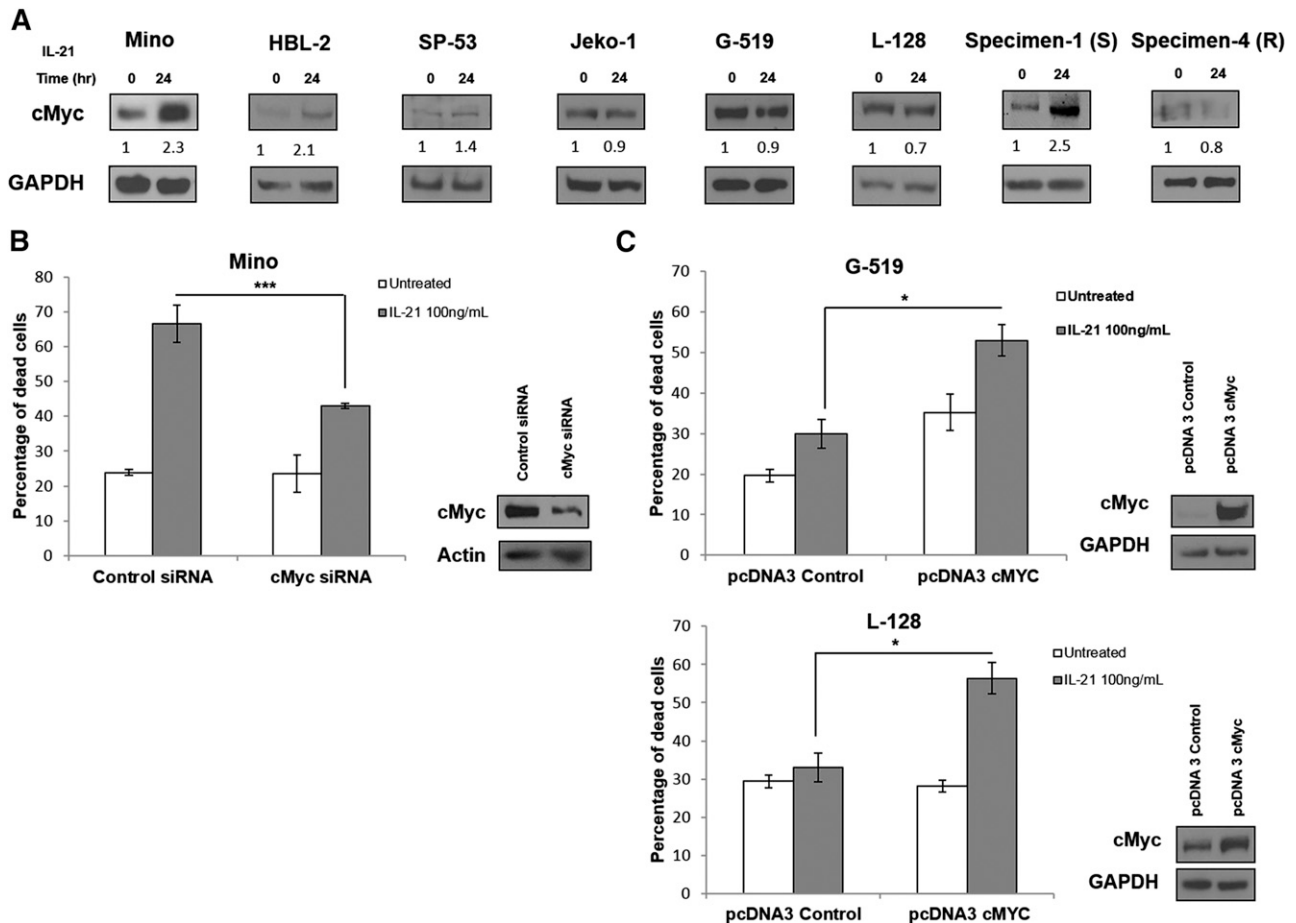 A
IL-21
Mino HBL-2 SP-53 Jeko-1 G-519 L-128 Specimen-1 (S) Specimen-4 (R)
Time (hr) 0 24 0 24 0 24 0 24 0 24 0 24 0 24 0 24
cMyc
1 2.3 1 2.1 1 1.4 1 0.9 1 0.9 1 0.7 1 2.5 1 0.8
GAPDH
B
Mino
Percentage of dead cells
80
70
60
50
40
30
20
10
0
***
Untreated
IL-21 100ng/mL
Control siRNA cMyc siRNA
Control siRNA
cMyc siRNA
cMyc
Actin
C
G-519
Percentage of dead cells
70
60
50
40
30
20
10
0
*
Untreated
IL-21 100ng/mL
pcDNA3 Control pcDNA3 cMYC
pcDNA 3 Control
pcDNA 3 cMyc
cMyc
GAPDH
L-128
Percentage of dead cells
70
60
50
40
30
20
10
0
*
Untreated
IL-21 100ng/mL
pcDNA3 Control pcDNA3 cMYC
pcDNA 3 Control
pcDNA 3 cMyc
cMyc
GAPDH